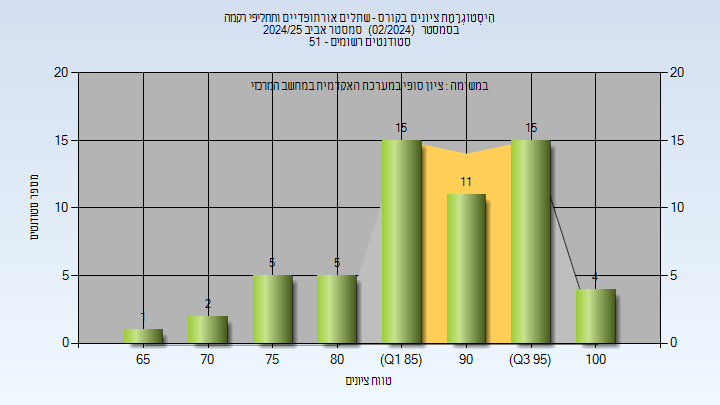 הִיסְטוֹגְרָמַת ציונים בקורס - שתלים אורתופדיים ותחליפי רקמה
בסמסטר (02/2024) סמסטר אביב 2024/25
סטודנטים רשומים - 51
במשימה : ציון סופי במערכת האקדמית במחשב המרכזי
20 20
15 15
10 10
5 5
0 0
מספר סטודנטים
1 2 5 5 15 11 15 4
65 70 75 80 (Q1 85) 90 (Q3 95) 100
טווח ציונים